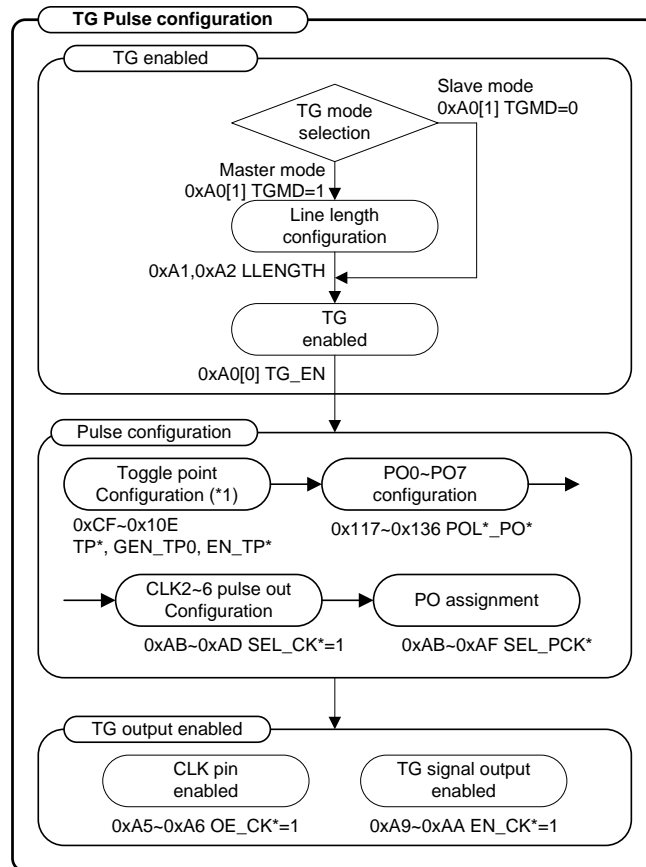 TG Pulse configuration
TG enabled
Slave mode
0xA0[1] TGMD=0
TG mode
selection
Master mode
0xA0[1] TGMD=1
Line length
configuration
0xA1,0xA2 LLENGTH
TG
enabled
0xA0[0] TG_EN
Pulse configuration
Toggle point
Configuration (*1)
PO0~PO7
configuration
0xCF~0x10E
TP*, GEN_TP0, EN_TP*
0x117~0x136 POL*_PO*
CLK2~6 pulse out
Configuration
PO assignment
0xAB~0xAD SEL_CK*=1
0xAB~0xAF SEL_PCK*
TG output enabled
CLK pin
enabled
TG signal output
enabled
0xA5~0xA6 OE_CK*=1
0xA9~0xAA EN_CK*=1